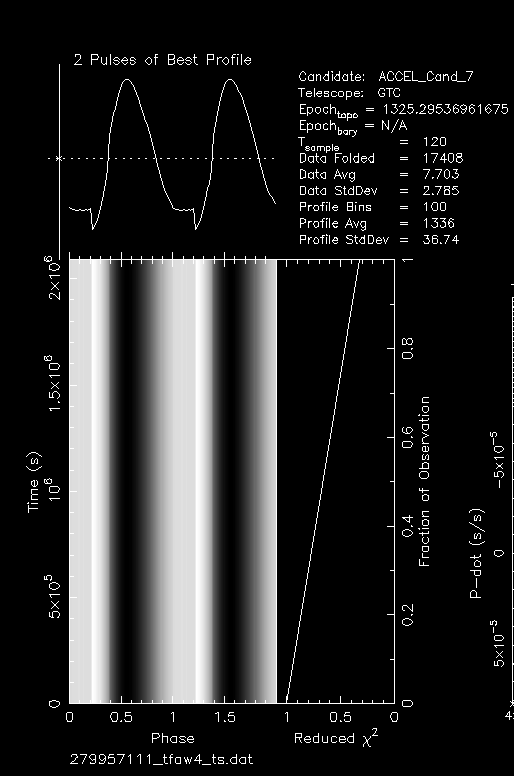 2 Pulses of Best Profile
Candidate: ACCEL_Cand_7
Telescope: GTC
Epoch_topo = 1325.29536961675
Epoch_bary = N/A
T_sample = 120
Data Folded = 17408
Data Avg = 7.703
Data StdDev = 2.785
Profile Bins = 100
Profile Avg = 1336
Profile StdDev = 36.74
2×10⁶
1.5×10⁶
10⁶
5×10⁵
0
Time (s)
1
0.8
0.6
0.4
0.2
0
Fraction of Observation
−5×10⁻⁵
0
5×10⁻⁵
P-dot (s/s)
0 0.5 1 1.5 1 0.5 0
Phase
Reduced χ²
279957111_tfaw4_ts.dat